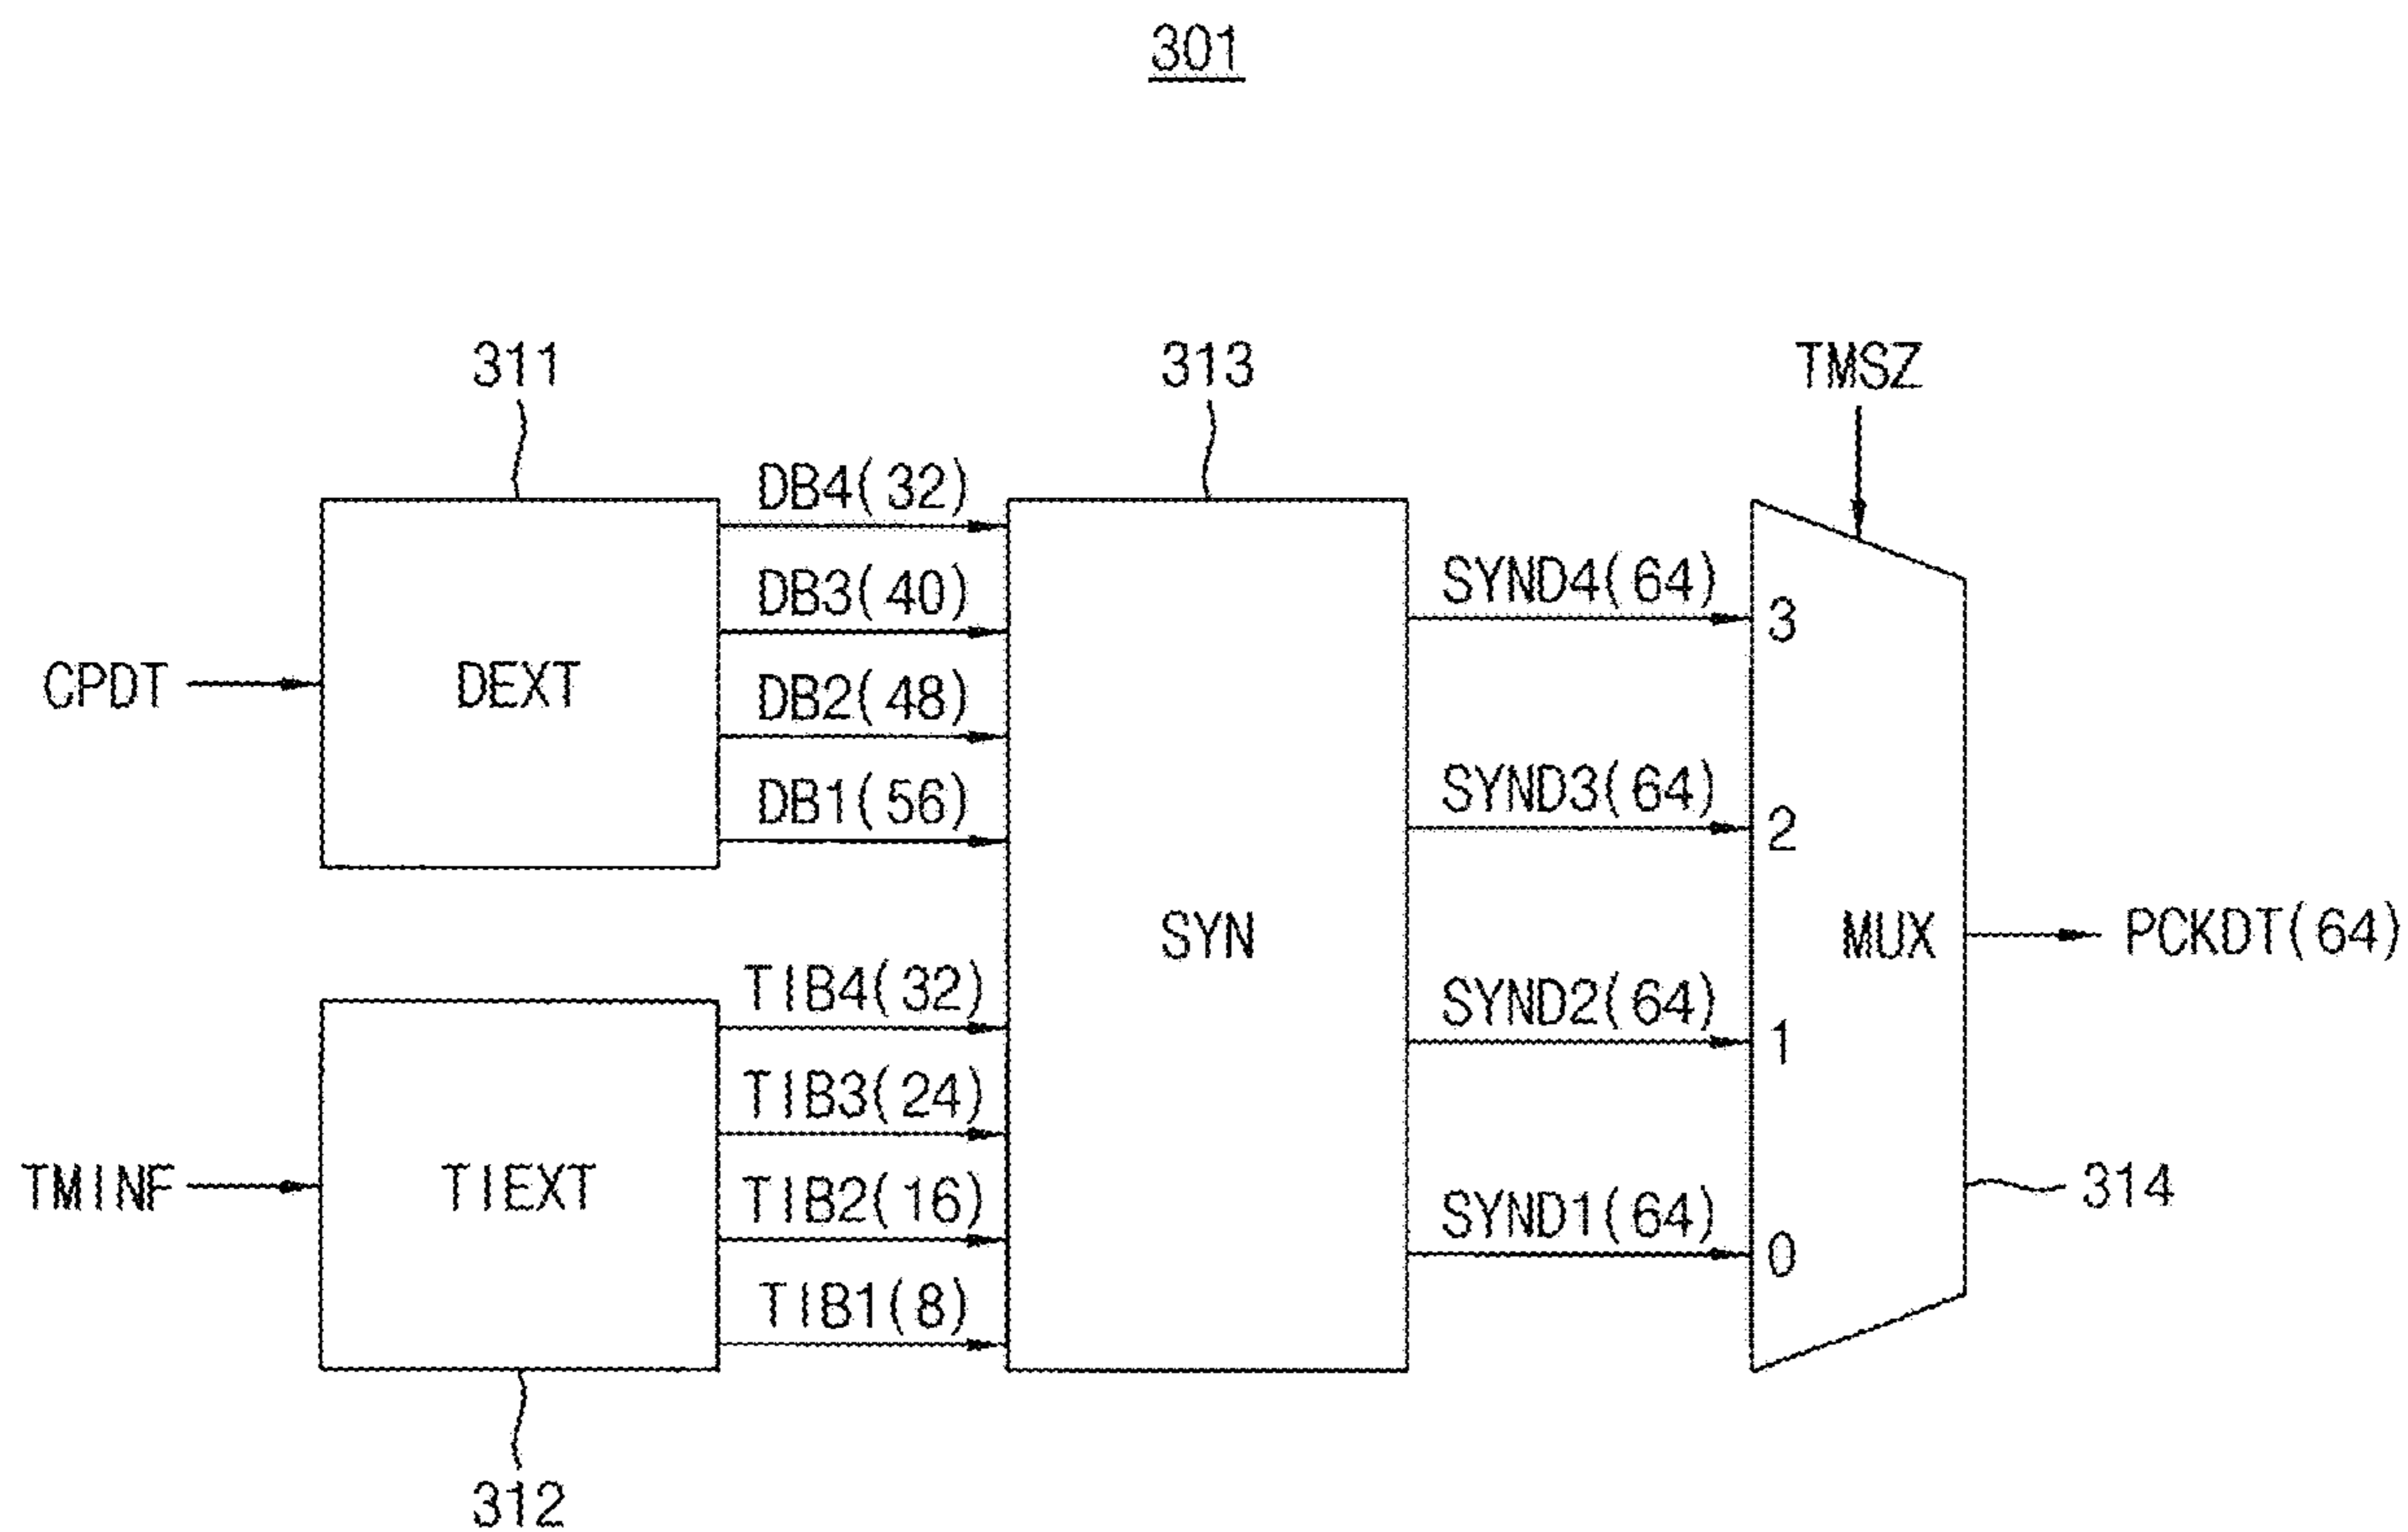 301
311
313
TMSZ
DB4(32)
DB3(40)
DB2(48)
DB1(56)
CPDT
DEXT
SYND4(64)
3
SYND3(64)
2
SYN
MUX
PCKDT(64)
TIB4(32)
TIB3(24)
TIB2(16)
TIB1(8)
SYND2(64)
1
TMINF
TIEXT
314
SYND1(64)
0
312